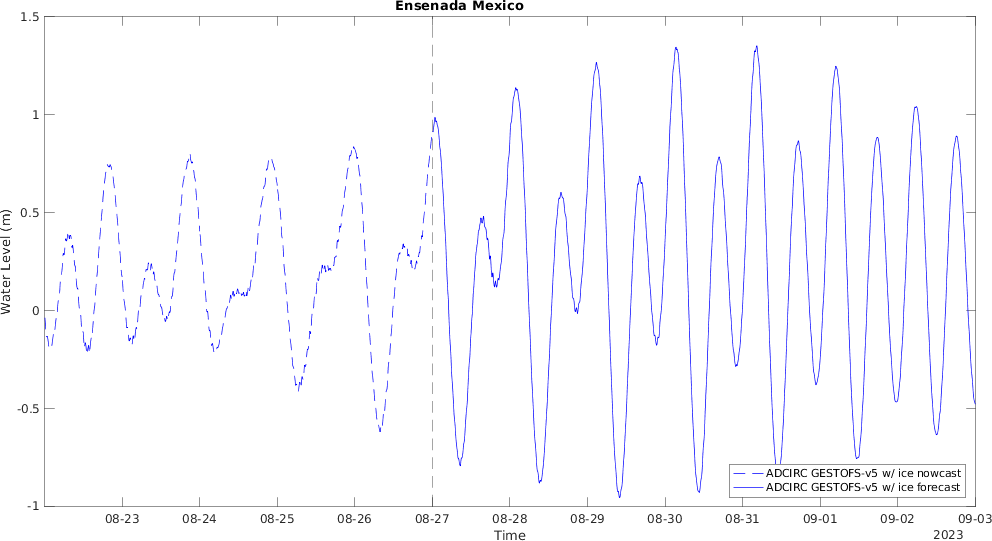 Ensenada Mexico
1.5
1
0.5
0
-0.5
-1
Water Level (m)
ADCIRC GESTOFS-v5 w/ ice nowcast
ADCIRC GESTOFS-v5 w/ ice forecast
08-23 08-24 08-25 08-26 08-27 08-28 08-29 08-30 08-31 09-01 09-02 09-03
Time
2023